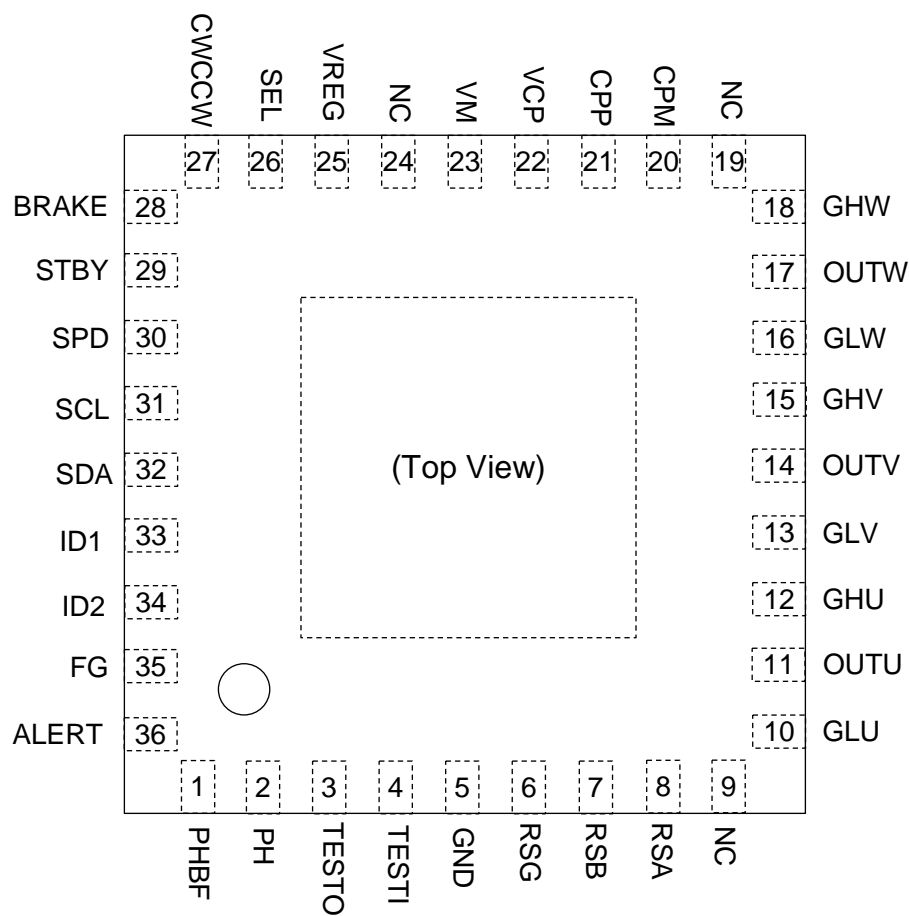 CWCCW SEL VREG NC VM VCP CPP CPM NC
27 26 25 24 23 22 21 20 19
BRAKE 28 18 GHW
STBY 29 17 OUTW
SPD 30 16 GLW
SCL 31 15 GHV
SDA 32 (Top View) 14 OUTV
ID1 33 13 GLV
ID2 34 12 GHU
FG 35 11 OUTU
ALERT 36 10 GLU
1 2 3 4 5 6 7 8 9
PHBF PH TESTO TESTI GND RSG RSB RSA NC